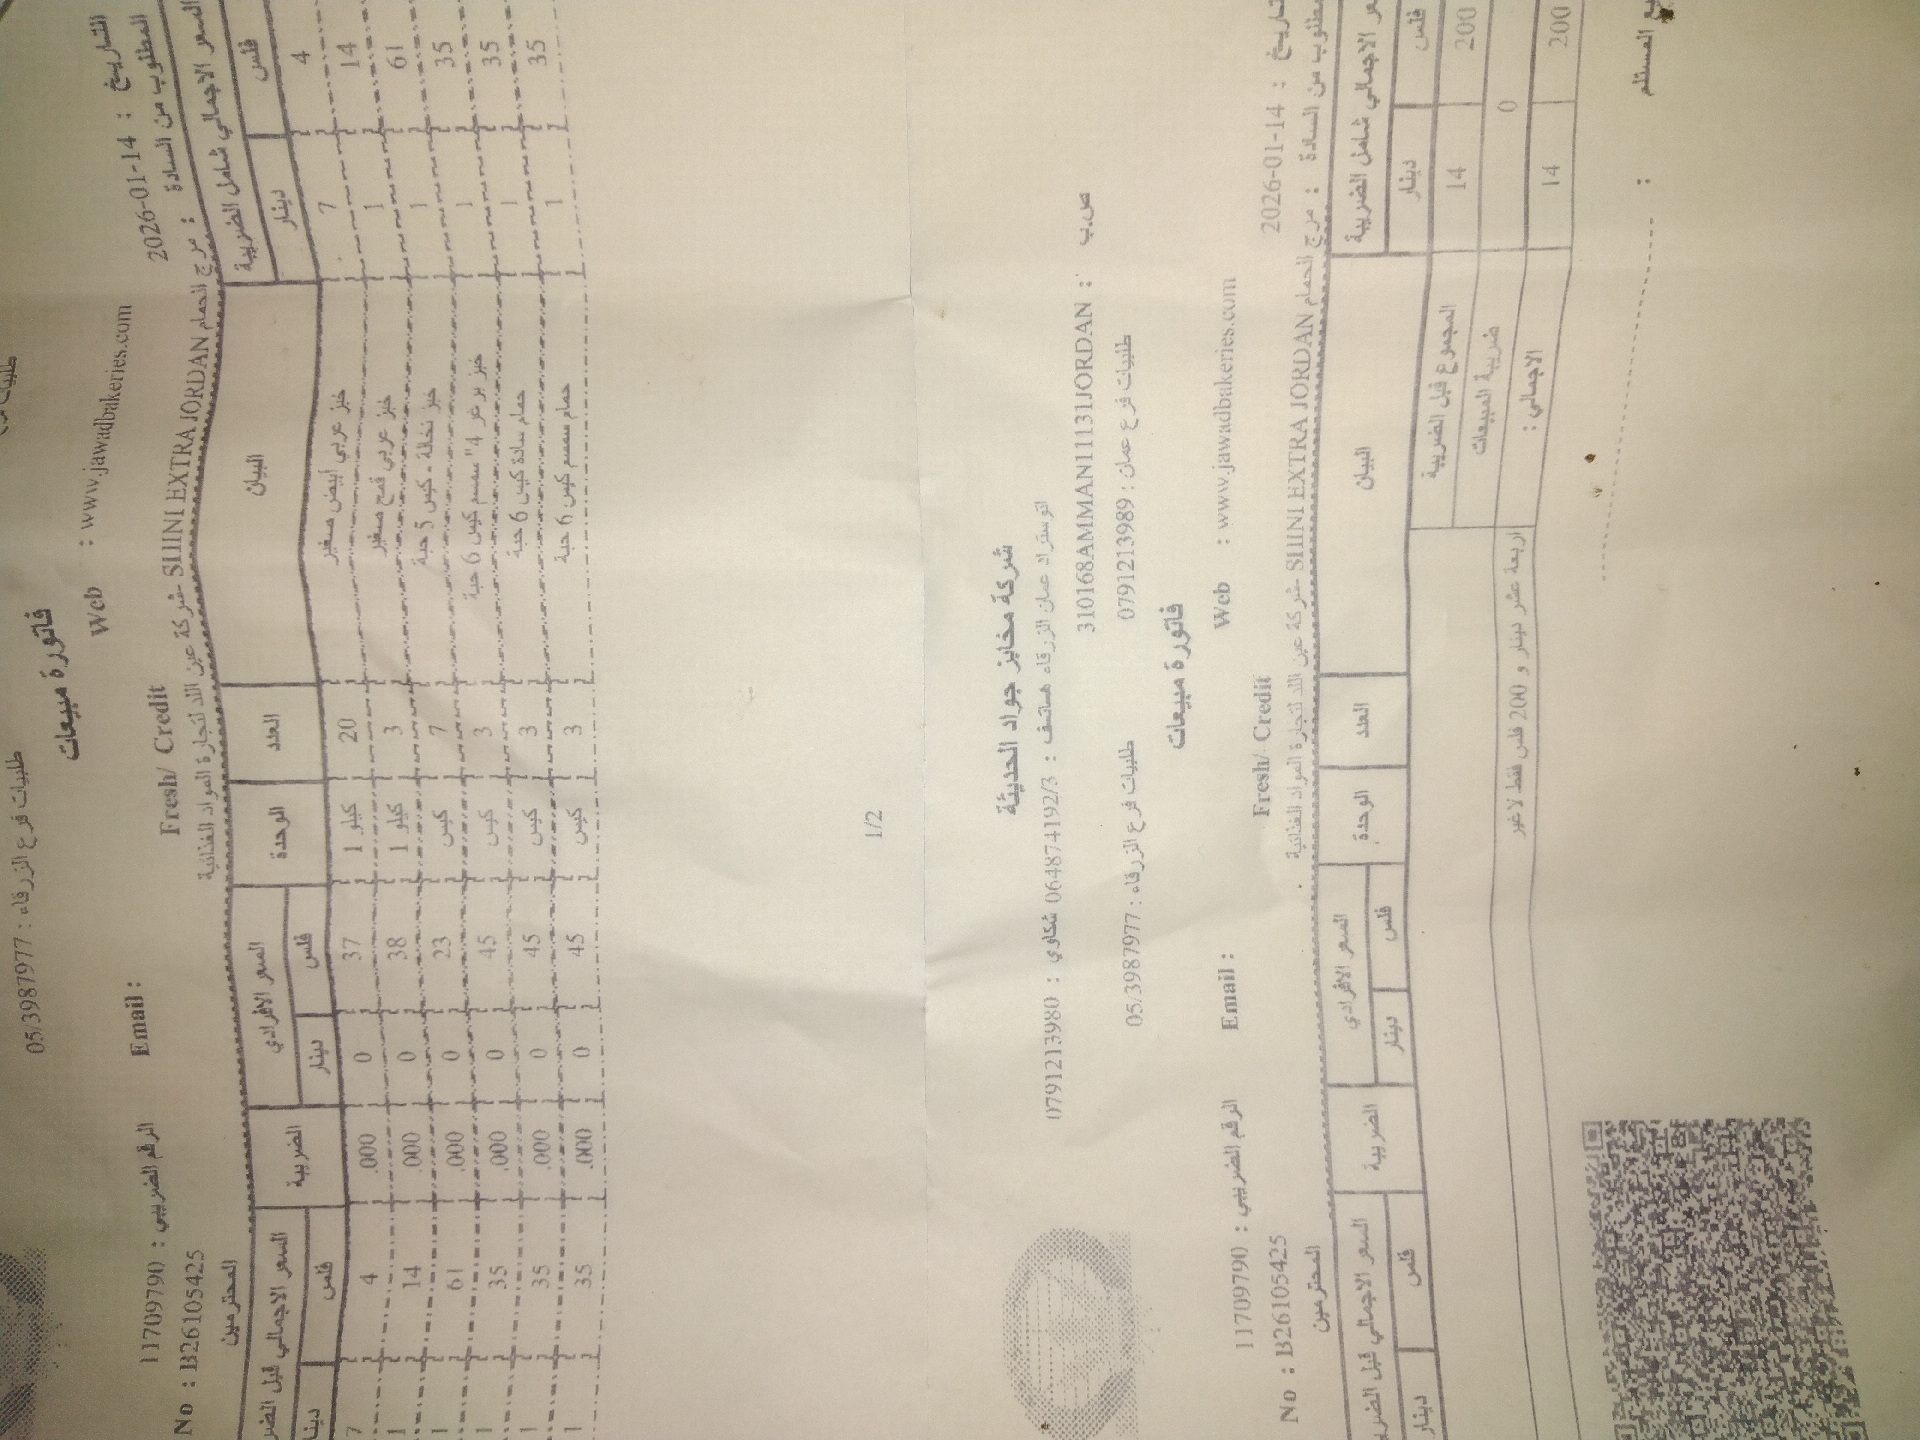 طلبيات فرع الزرقاء : 05/3987977
فاتورة مبيعات
Web : www.jawadbakeries.com
Email :
الرقم الضريبي : 11709790
التاريخ : 2026-01-14
Fresh/ Credit
No : B26105425
المطلوب من السادة : مرج الحمام SHINI EXTRA JORDAN -شركة عين اللد لتجارة المواد الغذائية المحترمين
السعر الاجمالي شامل الضريبة البيان العدد الوحدة السعر الافرادي الضريبة السعر الاجمالي قبل
فلس دينار فلس دينار فلس دينار
4 7 خبز عربي أبيض صغير 20 كيلو 1 37 0 .000 4 7
14 1 خبز عربي قمح صغير 3 كيلو 1 38 0 .000 14 1
61 1 خبز نخالة - كيس 5 حبة 7 كيس 23 0 .000 61 1
35 1 خبز برغر 4" سمسم كيس 6 حبة 3 كيس 45 0 .000 35 1
35 1 حمام سادة كيس 6 حبة 3 كيس 45 0 .000 35 1
35 1 حمام سمسم كيس 6 حبة 3 كيس 45 0 .000 35 1
1/2
شركة مخابز جواد الحديثة
اتوستراد عمان الزرقاء هاتف : 064874192/3 شكاوي : 0791213980
ص.ب : 310168AMMAN11131JORDAN
طلبيات فرع عمان : 0791213989 طلبيات فرع الزرقاء : 05/3987977
فاتورة مبيعات
Web : www.jawadbakeries.com
Email :
الرقم الضريبي : 11709790
2026-01-14
Fresh/ Credit
No : B26105425
المطلوب من السادة : مرج الحمام SHINI EXTRA JORDAN -شركة عين اللد لتجارة المواد الغذائية المحترمين
الاجمالي شامل الضريبة البيان العدد الوحدة السعر الافرادي الضريبة السعر الاجمالي قبل
فلس دينار فلس دينار فلس دينار
200 14 المجموع قبل الضريبة
0 ضريبة المبيعات
200 14 الاجمالي : اربعة عشر دينار و 200 فلس فقط لا غير
المستلم :